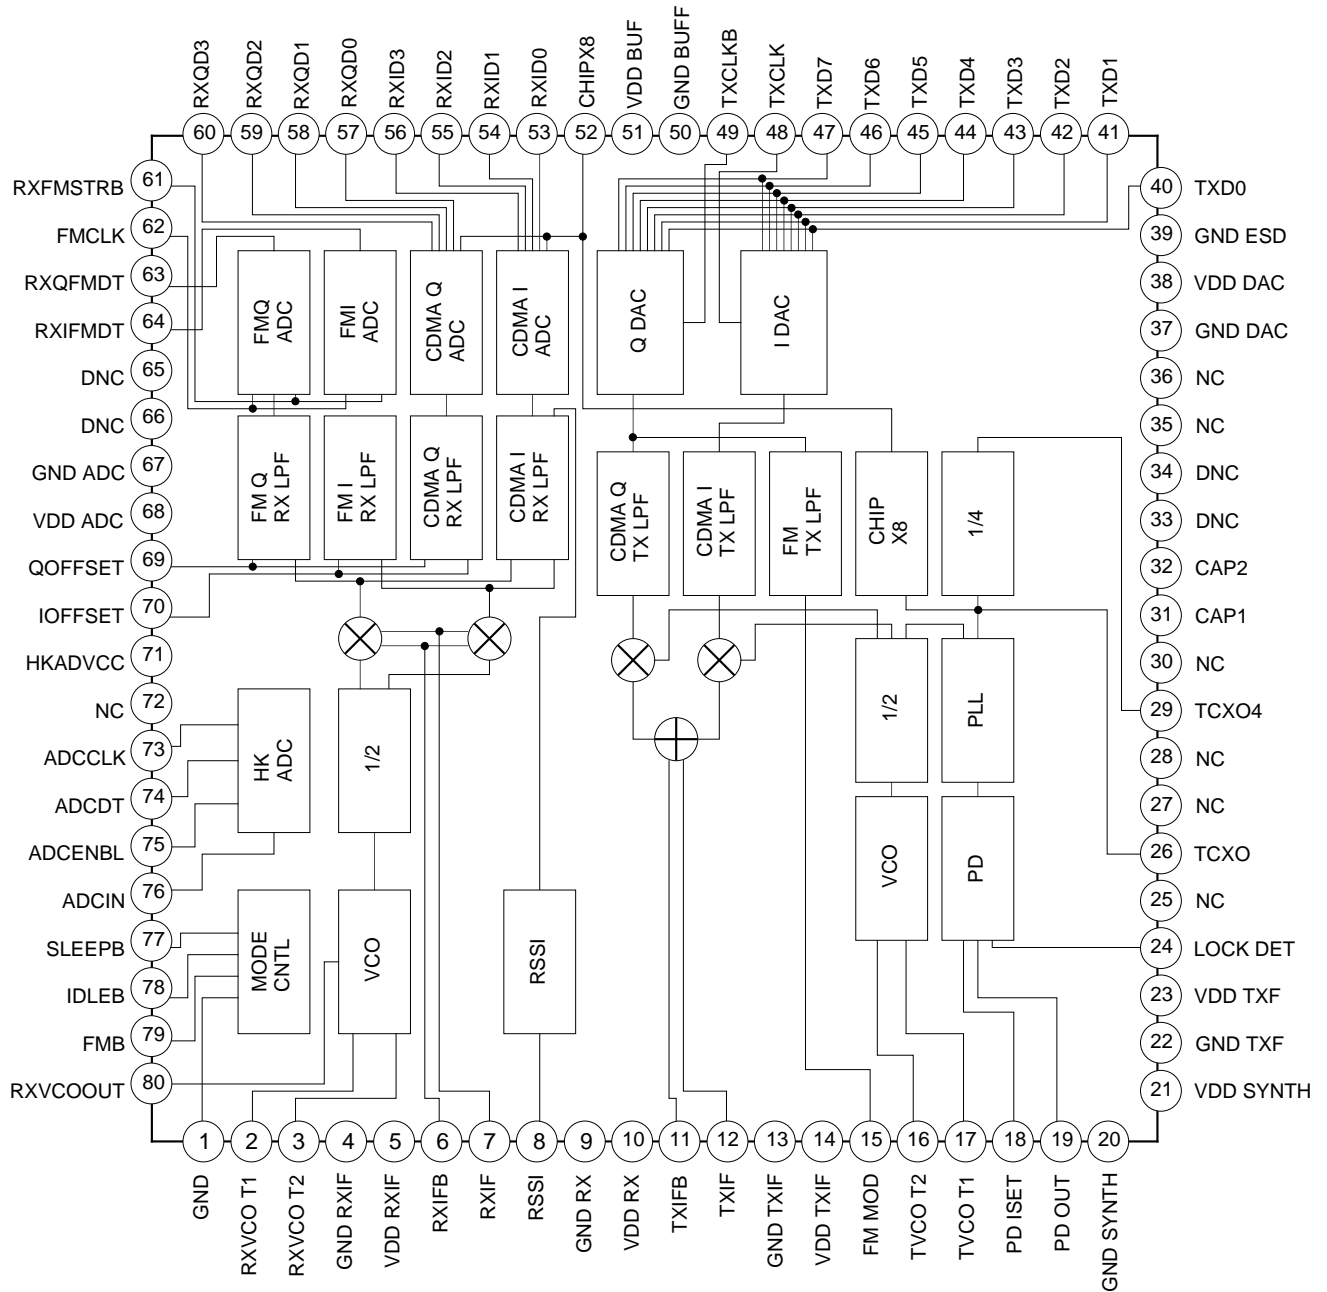 RXQD3
RXQD2
RXQD1
RXQD0
RXID3
RXID2
RXID1
RXID0
CHIPX8
VDD BUF
GND BUFF
TXCLKB
TXCLK
TXD7
TXD6
TXD5
TXD4
TXD3
TXD2
TXD1
60
59
58
57
56
55
54
53
52
51
50
49
48
47
46
45
44
43
42
41
RXFMSTRB 61
FMCLK 62
RXQFMDT 63
RXIFMDT 64
DNC 65
DNC 66
GND ADC 67
VDD ADC 68
QOFFSET 69
IOFFSET 70
HKADVCC 71
NC 72
ADCCLK 73
ADCDT 74
ADCENBL 75
ADCIN 76
SLEEPB 77
IDLEB 78
FMB 79
RXVCOOUT 80
FMQ
ADC
FMI
ADC
CDMA Q
ADC
CDMA I
ADC
Q DAC
I DAC
FM Q
RX LPF
FM I
RX LPF
CDMA Q
RX LPF
CDMA I
RX LPF
CDMA Q
TX LPF
CDMA I
TX LPF
FM
TX LPF
CHIP
X8
1/4
HK
ADC
1/2
1/2
PLL
VCO
PD
MODE
CNTL
VCO
RSSI
40 TXD0
39 GND ESD
38 VDD DAC
37 GND DAC
36 NC
35 NC
34 DNC
33 DNC
32 CAP2
31 CAP1
30 NC
29 TCXO4
28 NC
27 NC
26 TCXO
25 NC
24 LOCK DET
23 VDD TXF
22 GND TXF
21 VDD SYNTH
1
2
3
4
5
6
7
8
9
10
11
12
13
14
15
16
17
18
19
20
GND
RXVCO T1
RXVCO T2
GND RXIF
VDD RXIF
RXIFB
RXIF
RSSI
GND RX
VDD RX
TXIFB
TXIF
GND TXIF
VDD TXIF
FM MOD
TVCO T2
TVCO T1
PD ISET
PD OUT
GND SYNTH